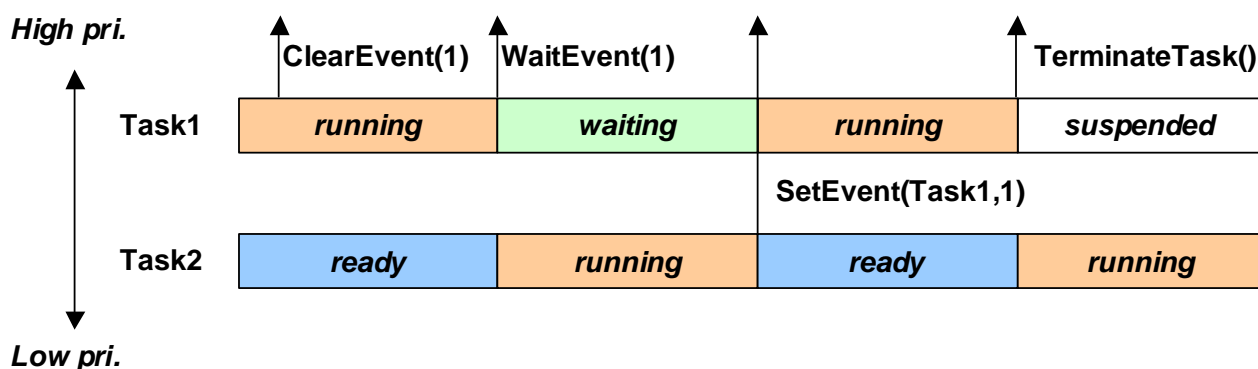 High pri.
ClearEvent(1) WaitEvent(1) TerminateTask()
Task1 running waiting running suspended
SetEvent(Task1,1)
Task2 ready running ready running
Low pri.